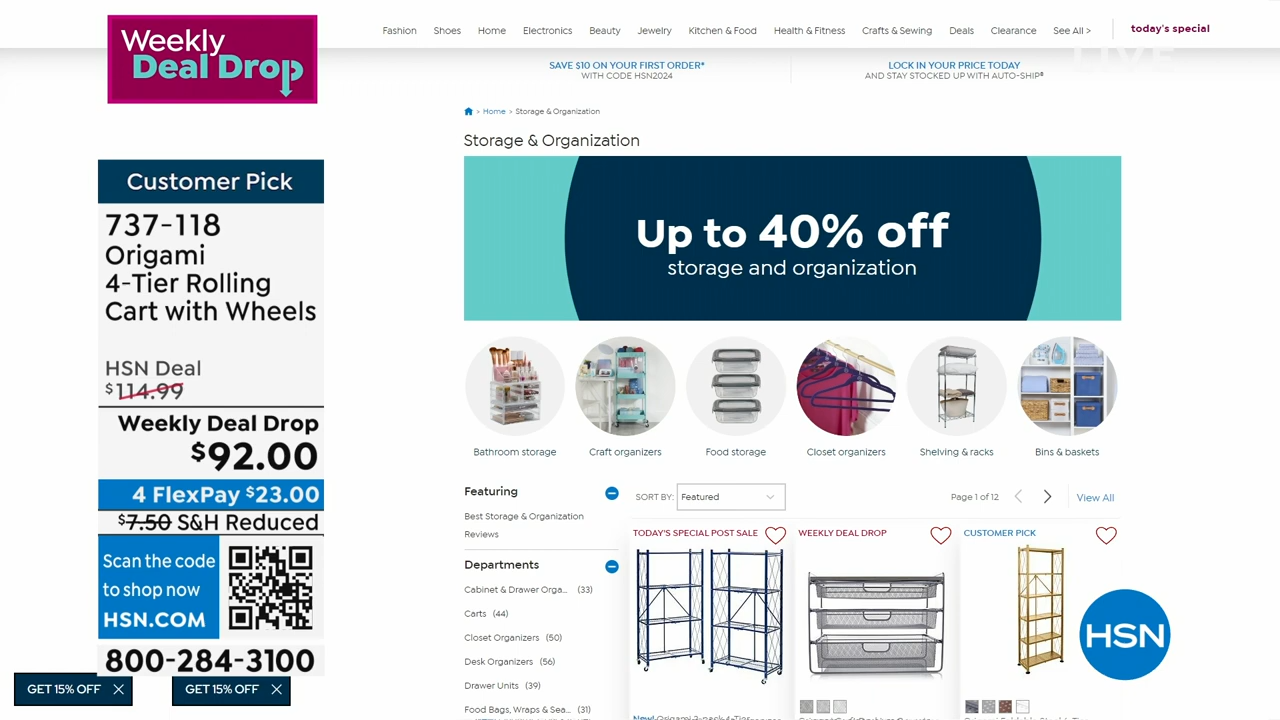 Weekly
Deal Drop
Fashion Shoes Home Electronics Beauty Jewelry Kitchen & Food Health & Fitness Crafts & Sewing Deals Clearance See All > today's special
LIVE
SAVE $10 ON YOUR FIRST ORDER*
WITH CODE HSN2024
LOCK IN YOUR PRICE TODAY
AND STAY STOCKED UP WITH AUTO-SHIP®
> Home > Storage & Organization
Storage & Organization
Customer Pick
737-118
Origami
4-Tier Rolling
Cart with Wheels
HSN Deal
$114.99
Weekly Deal Drop
$92.00
4 FlexPay $23.00
$7.50 S&H Reduced
Scan the code
to shop now
HSN.COM
800-284-3100
GET 15% OFF
GET 15% OFF
Up to 40% off
storage and organization
Bathroom storage
Craft organizers
Food storage
Closet organizers
Shelving & racks
Bins & baskets
Featuring
Best Storage & Organization
Reviews
Departments
Cabinet & Drawer Orga... (33)
Carts (44)
Closet Organizers (50)
Desk Organizers (56)
Drawer Units (39)
Food Bags, Wraps & Sea... (31)
SORT BY: Featured
Page 1 of 12
View All
TODAY'S SPECIAL POST SALE
WEEKLY DEAL DROP
CUSTOMER PICK
HSN
New! Origami 2-pack 4-Tier